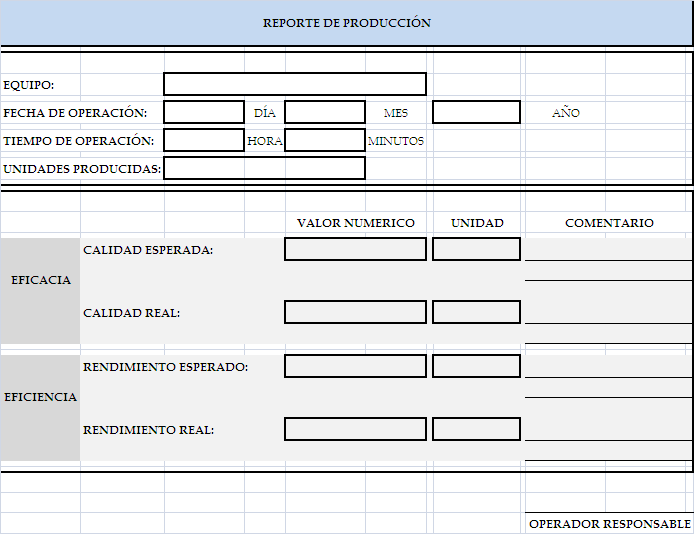 REPORTE DE PRODUCCIÓN
EQUIPO:
FECHA DE OPERACIÓN: DÍA MES AÑO
TIEMPO DE OPERACIÓN: HORA MINUTOS
UNIDADES PRODUCIDAS:
VALOR NUMERICO UNIDAD COMENTARIO
CALIDAD ESPERADA:
EFICACIA
CALIDAD REAL:
RENDIMIENTO ESPERADO:
EFICIENCIA
RENDIMIENTO REAL:
OPERADOR RESPONSABLE